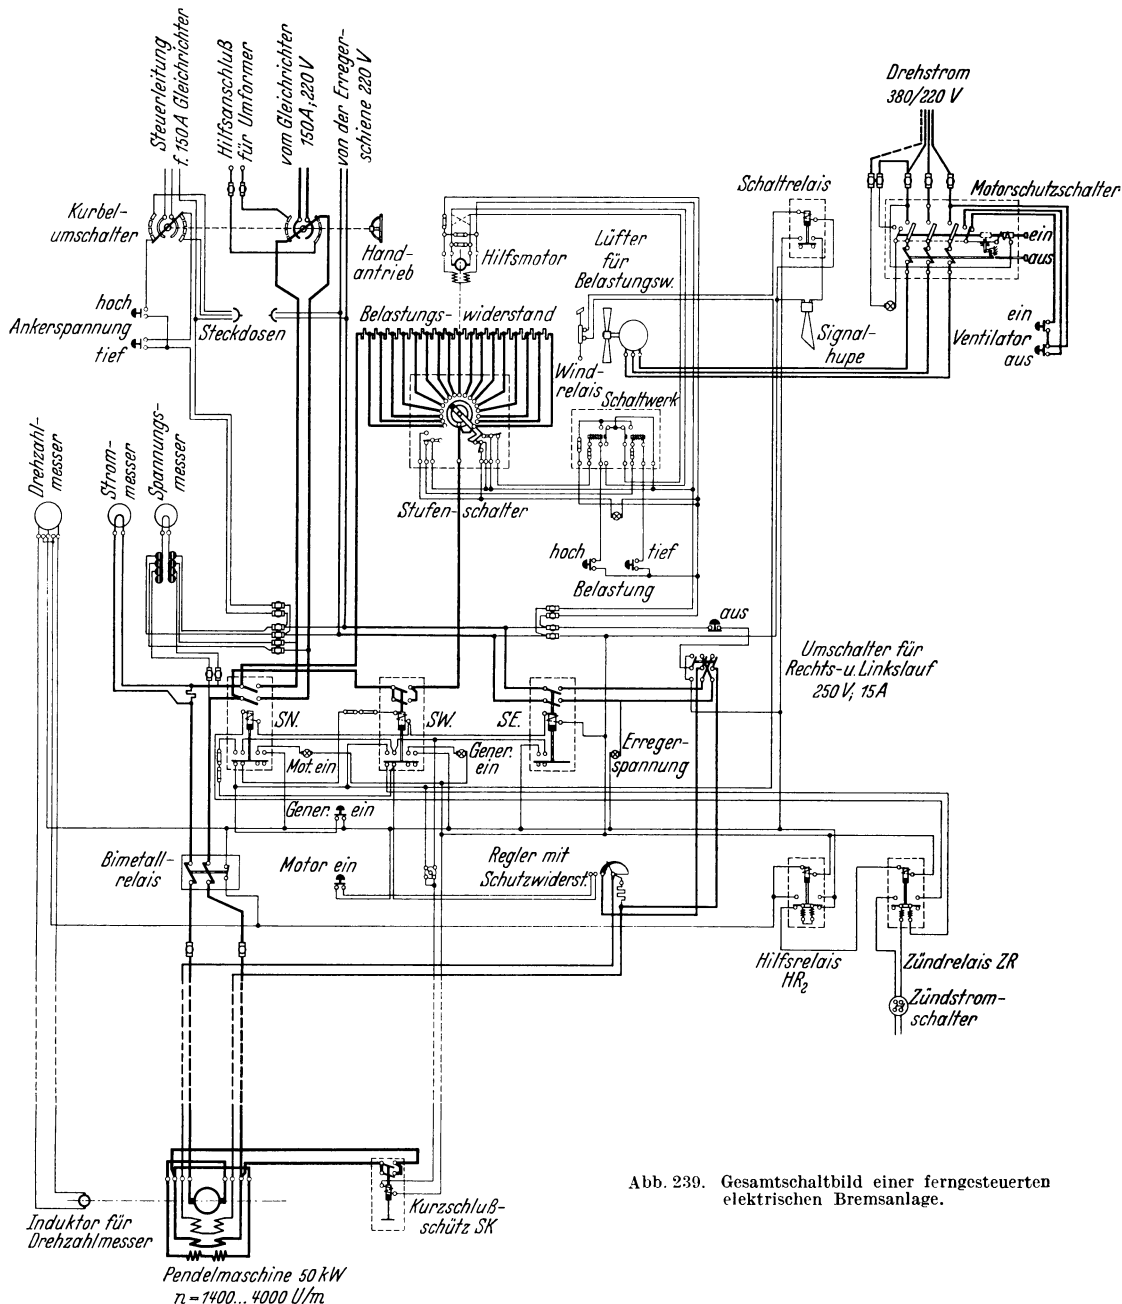 Steuerleitung
f. 150A Gleichrichter
Hilfsanschluß
für Umformer
vom Gleichrichter
150A; 220V
von der Erreger-
schiene 220 V
Drehstrom
380/220 V
Kurbel-
umschalter
Hand-
antrieb
Hilfsmotor
Lüfter
für
Belastungsw.
Schaltrelais
Motorschutzschalter
ein
aus
hoch
Ankerspannung
tief
Steckdosen
Belastungs-widerstand
Wind-
relais
Signal-
hupe
ein
Ventilator
aus
Schaltwerk
Drehzahl-
messer
Strom-
messer
Spannungs-
messer
Stufen-schalter
hoch
tief
Belastung
aus
Umschalter für
Rechts-u. Linkslauf
250 V; 15 A
SN.
SW.
SE.
Mot. ein
Gener.
ein
Erreger-
spannung
Gener. ein
Bimetall-
relais
Motor ein
Regler mit
Schutzwiderst.
Hilfsrelais
HR2
Zündrelais ZR
Zündstrom-
schalter
Induktor für
Drehzahlmesser
Kurzschluß-
schütz SK
Pendelmaschine 50 kW
n=1400...4000 U/m
Abb. 239. Gesamtschaltbild einer ferngesteuerten
elektrischen Bremsanlage.